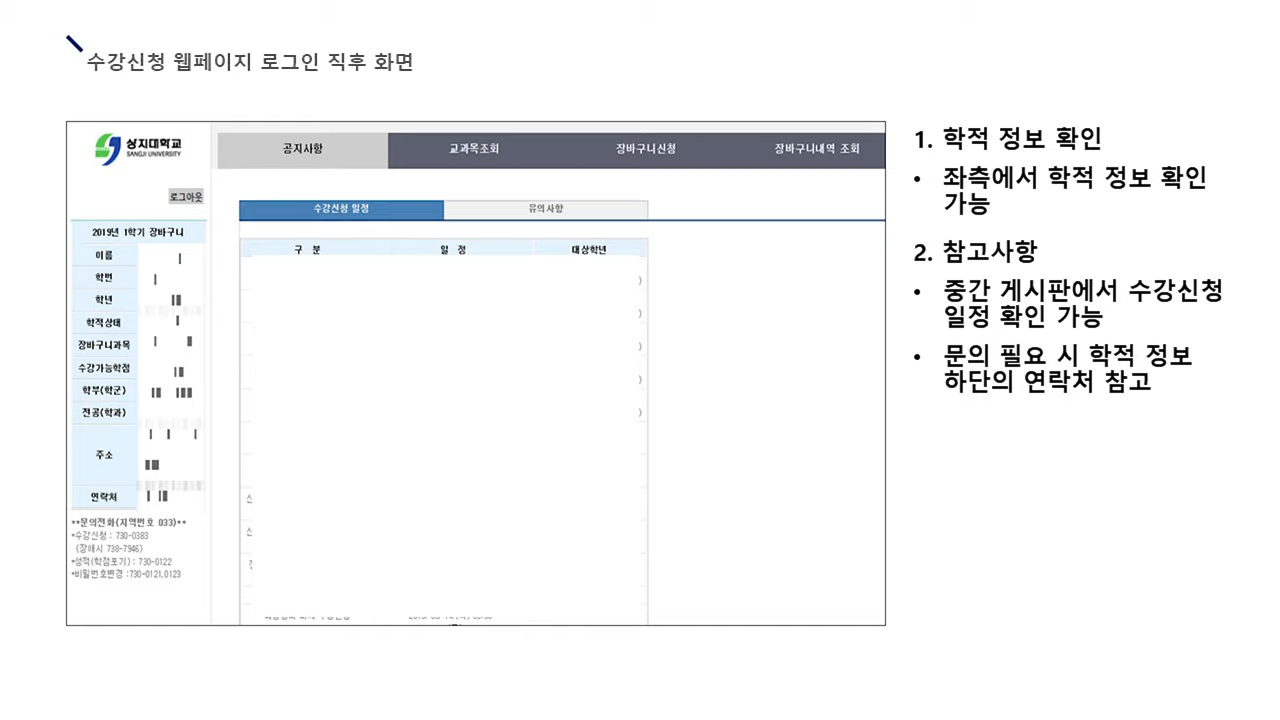 수강신청 웹페이지 로그인 직후 화면
상지대학교
SANGJI UNIVERSITY
공지사항
교과목조회
장바구니신청
장바구니내역 조회
로그아웃
수강신청 일정
유의사항
2019년 1학기 장바구니
이름
학번
학년
학적상태
장바구니과목
수강가능학점
학부(학군)
전공(학과)
주소
연락처
**문의전화(지역번호 033)**
*수강신청 : 730-0383
(장애시 738-7946)
*성적(학점포기) : 730-0122
*비밀번호변경 :730-0121,0123
구 분
일 정
대상학년
)
)
)
)
)
1. 학적 정보 확인
• 좌측에서 학적 정보 확인
가능
2. 참고사항
• 중간 게시판에서 수강신청
일정 확인 가능
• 문의 필요 시 학적 정보
하단의 연락처 참고